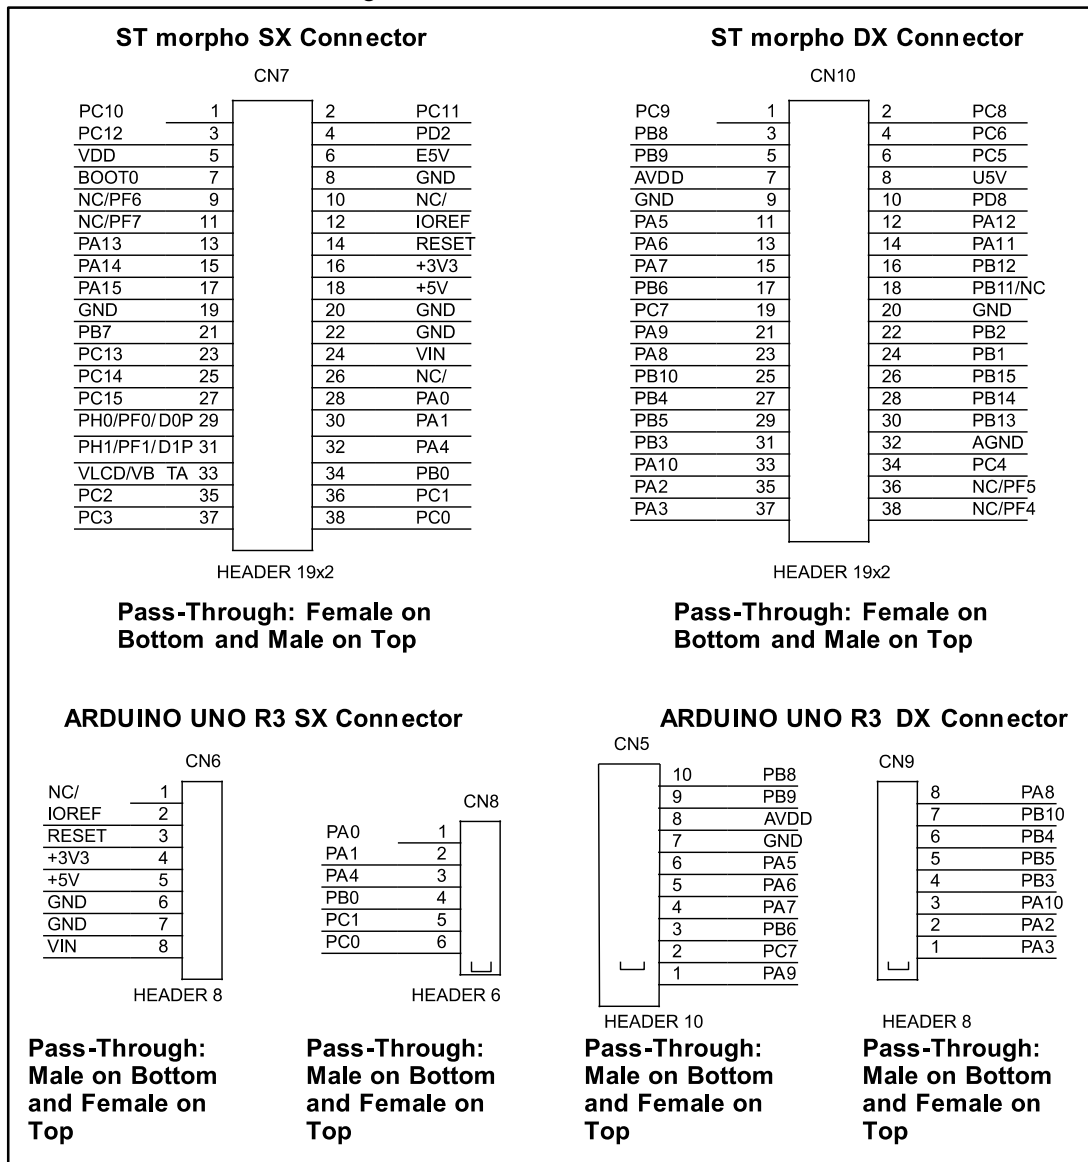 ST morpho SX Connector
CN7
PC10 1 2 PC11
PC12 3 4 PD2
VDD 5 6 E5V
BOOT0 7 8 GND
NC/PF6 9 10 NC/
NC/PF7 11 12 IOREF
PA13 13 14 RESET
PA14 15 16 +3V3
PA15 17 18 +5V
GND 19 20 GND
PB7 21 22 GND
PC13 23 24 VIN
PC14 25 26 NC/
PC15 27 28 PA0
PH0/PF0/D0P 29 30 PA1
PH1/PF1/D1P 31 32 PA4
VLCD/VB TA 33 34 PB0
PC2 35 36 PC1
PC3 37 38 PC0
HEADER 19x2
Pass-Through: Female on
Bottom and Male on Top
ST morpho DX Connector
CN10
PC9 1 2 PC8
PB8 3 4 PC6
PB9 5 6 PC5
AVDD 7 8 U5V
GND 9 10 PD8
PA5 11 12 PA12
PA6 13 14 PA11
PA7 15 16 PB12
PB6 17 18 PB11/NC
PC7 19 20 GND
PA9 21 22 PB2
PA8 23 24 PB1
PB10 25 26 PB15
PB4 27 28 PB14
PB5 29 30 PB13
PB3 31 32 AGND
PA10 33 34 PC4
PA2 35 36 NC/PF5
PA3 37 38 NC/PF4
HEADER 19x2
Pass-Through: Female on
Bottom and Male on Top
ARDUINO UNO R3 SX Connector
CN6
NC/ 1
IOREF 2
RESET 3
+3V3 4
+5V 5
GND 6
GND 7
VIN 8
HEADER 8
Pass-Through:
Male on Bottom
and Female on
Top
CN8
PA0 1
PA1 2
PA4 3
PB0 4
PC1 5
PC0 6
HEADER 6
Pass-Through:
Male on Bottom
and Female on
Top
ARDUINO UNO R3 DX Connector
CN5
10 PB8
9 PB9
8 AVDD
7 GND
6 PA5
5 PA6
4 PA7
3 PB6
2 PC7
1 PA9
HEADER 10
Pass-Through:
Male on Bottom
and Female on
Top
CN9
8 PA8
7 PB10
6 PB4
5 PB5
4 PB3
3 PA10
2 PA2
1 PA3
HEADER 8
Pass-Through:
Male on Bottom
and Female on
Top